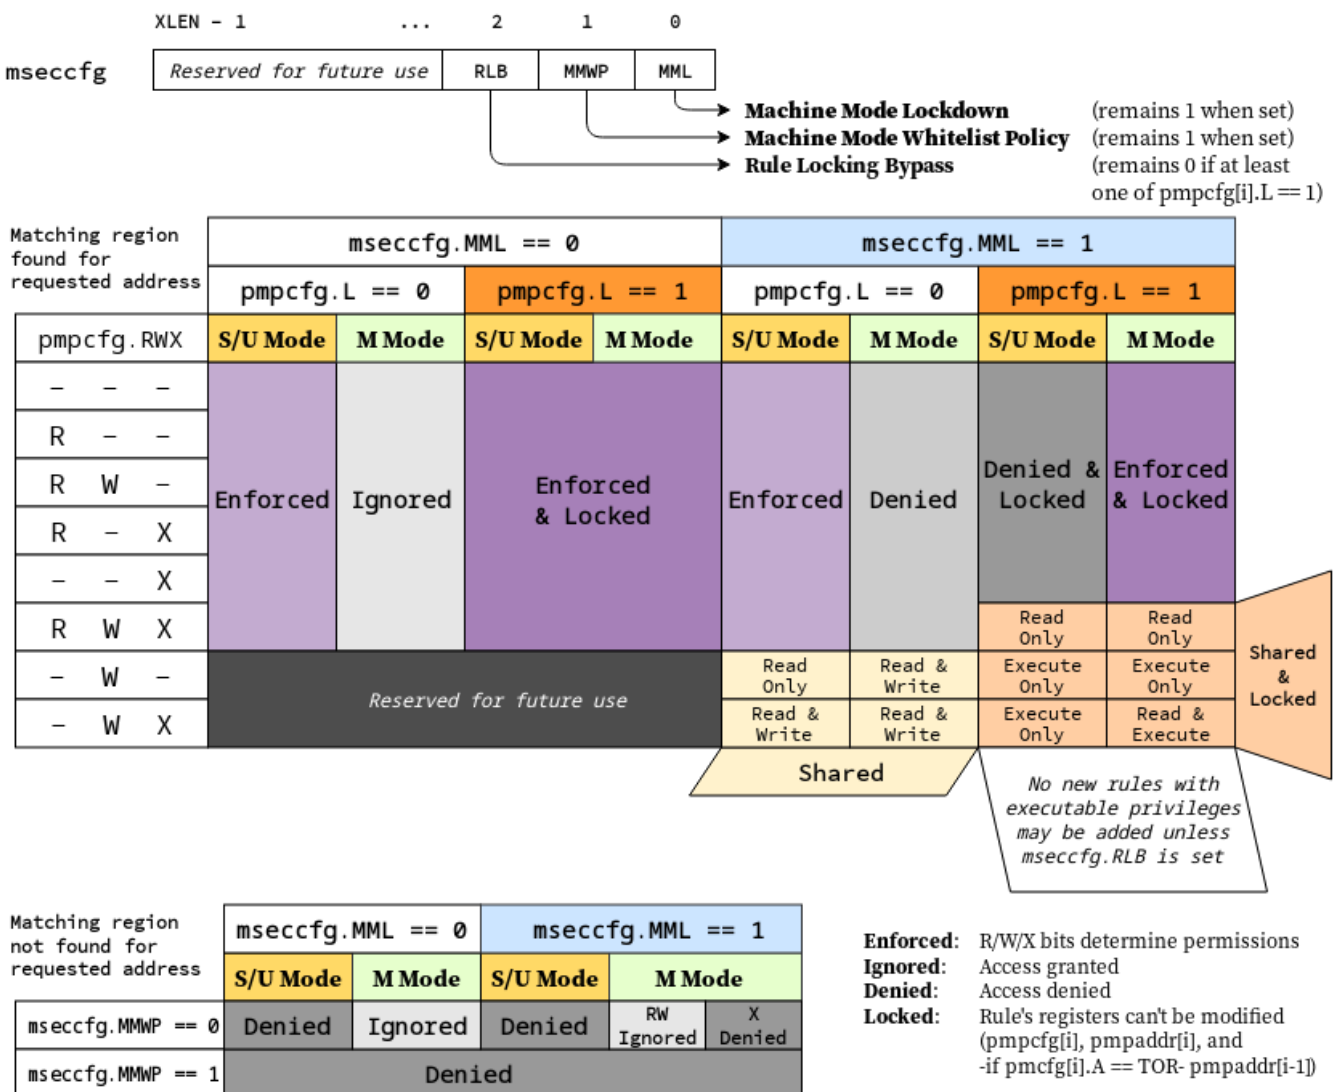 XLEN - 1 ... 2 1 0
mseccfg Reserved for future use RLB MMWP MML
Machine Mode Lockdown (remains 1 when set)
Machine Mode Whitelist Policy (remains 1 when set)
Rule Locking Bypass (remains 0 if at least
one of pmpcfg[i].L == 1)
Matching region
found for
requested address
mseccfg.MML == 0 mseccfg.MML == 1
pmpcfg.L == 0 pmpcfg.L == 1 pmpcfg.L == 0 pmpcfg.L == 1
pmpcfg.RWX S/U Mode M Mode S/U Mode M Mode S/U Mode M Mode S/U Mode M Mode
- - -
R - -
R W -
R - X
- - X
R W X
- W -
- W X
Enforced
Ignored
Enforced
& Locked
Enforced
Denied
Denied &
Locked
Enforced
& Locked
Read
Only
Read
Only
Reserved for future use
Read
Only
Read &
Write
Execute
Only
Execute
Only
Read &
Write
Read &
Write
Execute
Only
Read &
Execute
Shared
&
Locked
Shared
No new rules with
executable privileges
may be added unless
mseccfg.RLB is set
Matching region
not found for
requested address
mseccfg.MML == 0 mseccfg.MML == 1
S/U Mode M Mode S/U Mode M Mode
mseccfg.MMWP == 0 Denied Ignored Denied
RW
Ignored
X
Denied
mseccfg.MMWP == 1 Denied
Enforced: R/W/X bits determine permissions
Ignored: Access granted
Denied: Access denied
Locked: Rule's registers can't be modified
(pmpcfg[i], pmpaddr[i], and
-if pmcfg[i].A == TOR- pmpaddr[i-1])